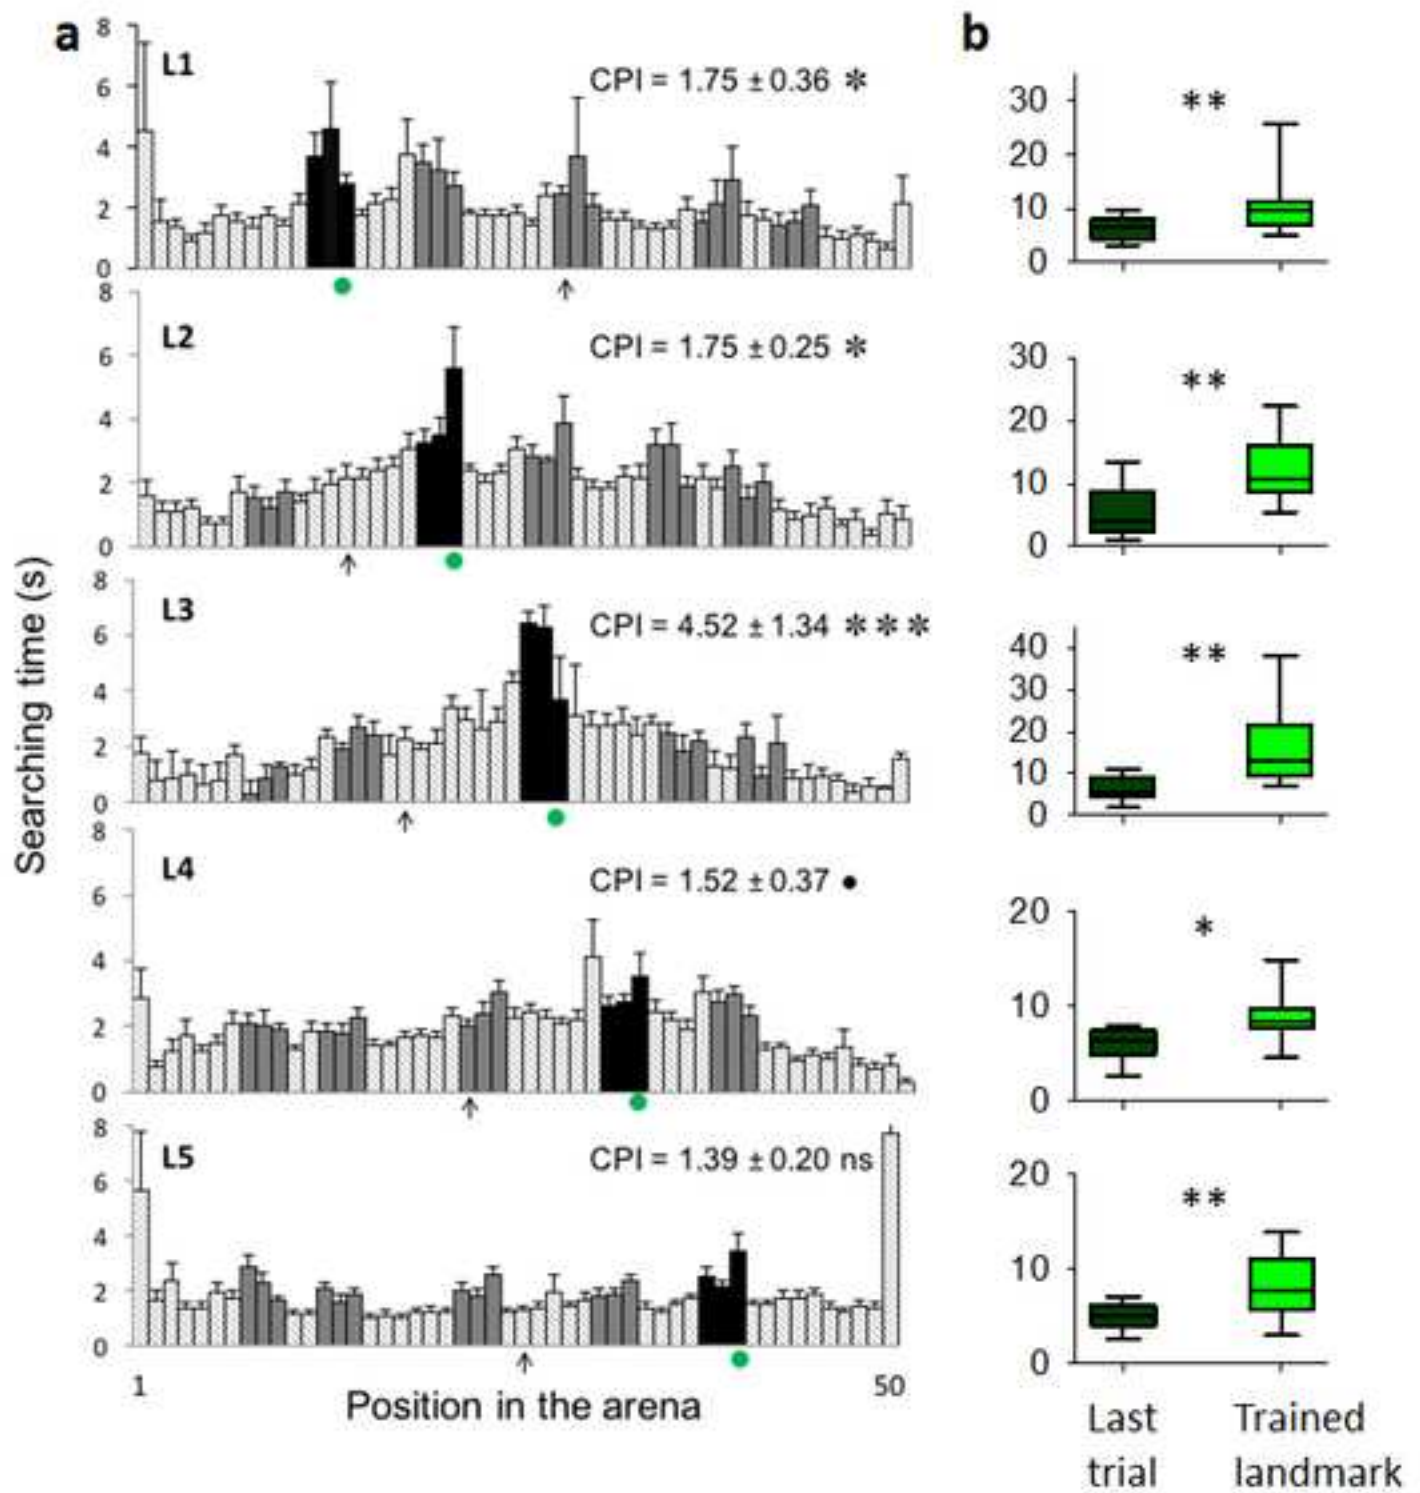 a
b
8
6
4
2
0
L1
CPI = 1.75 ± 0.36 *
30
20
10
0
**
8
6
4
2
0
L2
CPI = 1.75 ± 0.25 *
30
20
10
0
**
Searching time (s)
8
6
4
2
0
L3
CPI = 4.52 ± 1.34 ***
40
30
20
10
0
**
8
6
4
2
0
L4
CPI = 1.52 ± 0.37 •
20
10
0
*
8
6
4
2
0
L5
CPI = 1.39 ± 0.20 ns
20
10
0
**
1
50
Position in the arena
Last
trial
Trained
landmark